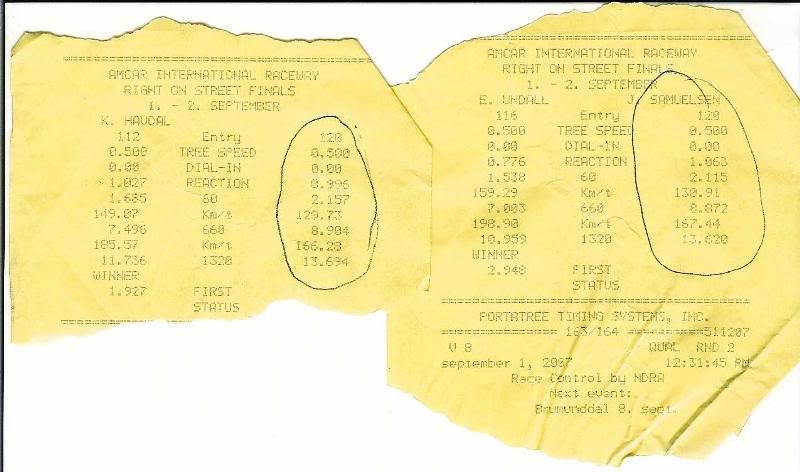 AMCAR INTERNATIONAL RACEWAY
RIGHT ON STREET FINALS
1. - 2. SEPTEMBER
K. HAUDAL
112 Entry 120
0.500 TREE SPEED 0.500
0.00 DIAL-IN 0.00
1.027 REACTION 0.996
1.685 60 2.157
149.07 Km/t 129.73
7.496 660 8.904
185.57 Km/t 166.28
11.736 1320 13.694
WINNER
1.927 FIRST
STATUS
AMCAR INTERNATIONAL RACEWAY
RIGHT ON STREET FINALS
1. - 2. SEPTEMBER
E. UNDALL J. SAMUELSEN
116 Entry 120
0.500 TREE SPEED 0.500
0.00 DIAL-IN 0.00
0.776 REACTION 1.063
1.538 60 2.115
159.29 Km/t 130.91
7.003 660 8.872
198.90 Km/t 167.44
10.959 1320 13.620
WINNER
2.948 FIRST
STATUS
PORTATREE TIMING SYSTEMS, INC.
163/164 511207
V 8 QUAL RND 2
september 1, 2007 12:31:45 PM
Race Control by NDRA
Next event:
Brumunddal 8. sept.